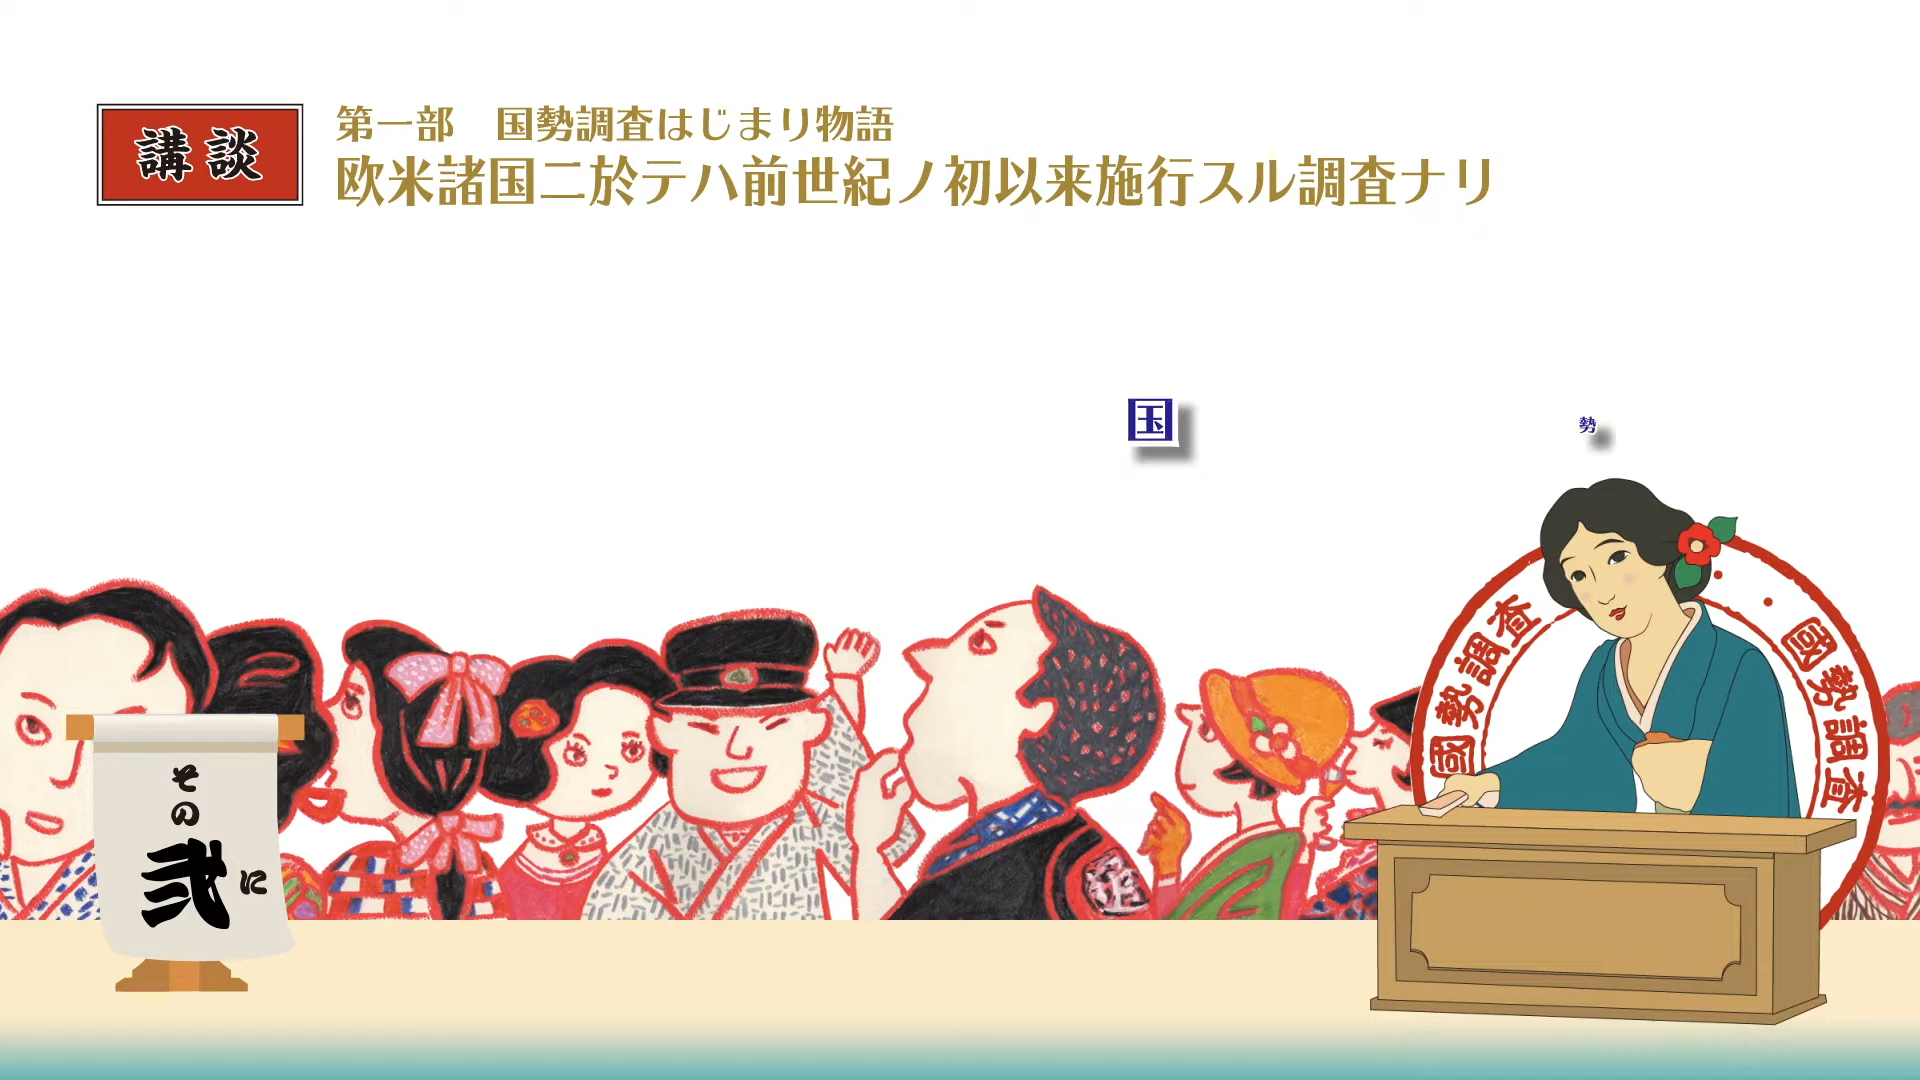 講談
第一部　国勢調査はじまり物語
欧米諸国ニ於テハ前世紀ノ初以来施行スル調査ナリ
国
勢
國勢調査
國勢調査
その
弐
に